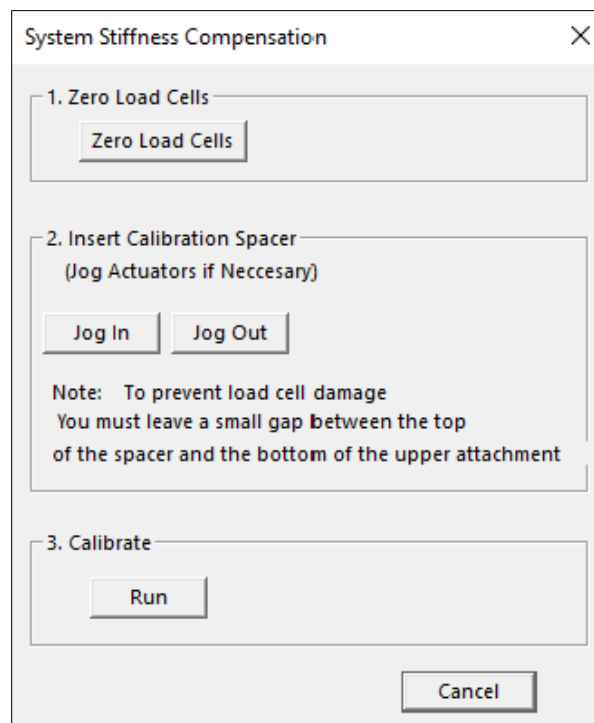 System Stiffness Compensation
1. Zero Load Cells
Zero Load Cells
2. Insert Calibration Spacer
(Jog Actuators if Neccesary)
Jog In Jog Out
Note: To prevent load cell damage
You must leave a small gap between the top
of the spacer and the bottom of the upper attachment
3. Calibrate
Run
Cancel